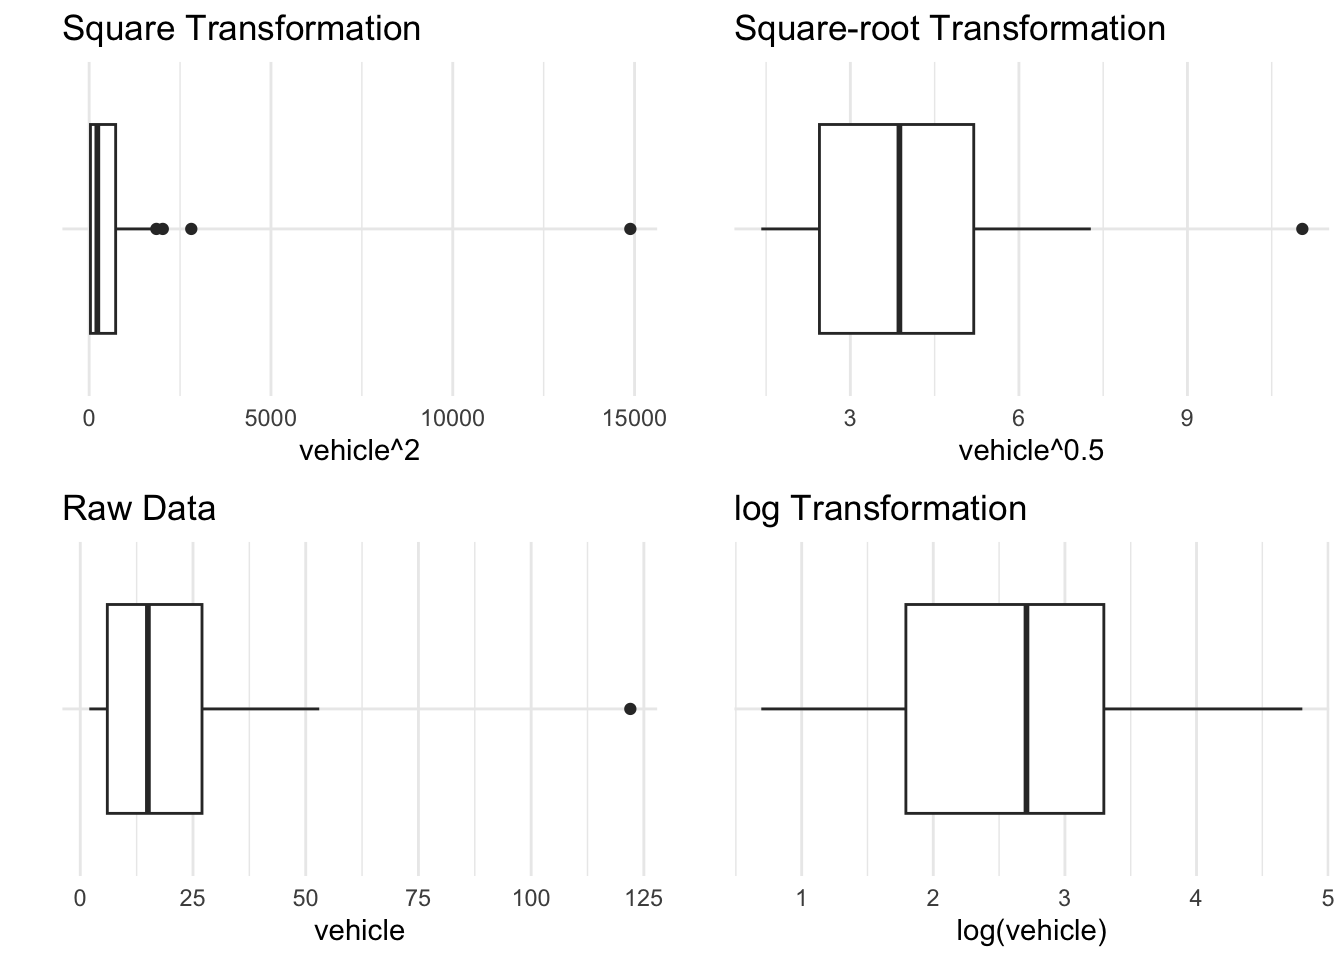 Square Transformation
0 5000 10000 15000
vehicle^2
Square-root Transformation
3 6 9
vehicle^0.5
Raw Data
0 25 50 75 100 125
vehicle
log Transformation
1 2 3 4 5
log(vehicle)